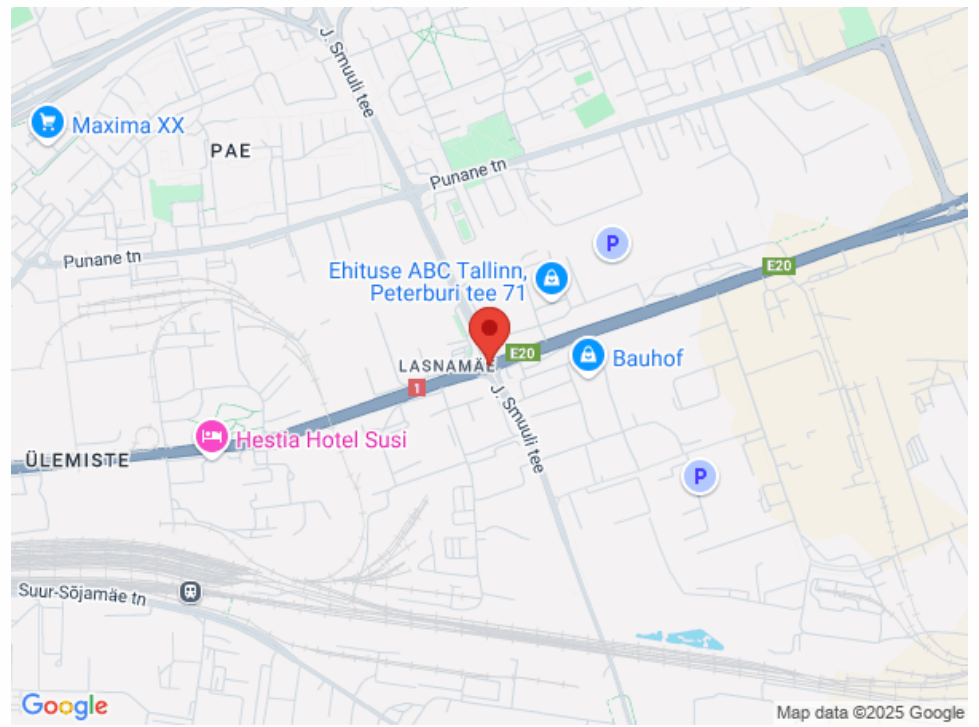 J. Smuuli tee
Maxima XX
PAE
Punane tn
Punane tn
P
Ehituse ABC Tallinn,
Peterburi tee 71
E20
E20
LASNAMÄE
Bauhof
1
J. Smuuli tee
Hestia Hotel Susi
ÜLEMISTE
P
Suur-Sõjamäe tn
Google
Map data ©2025 Google